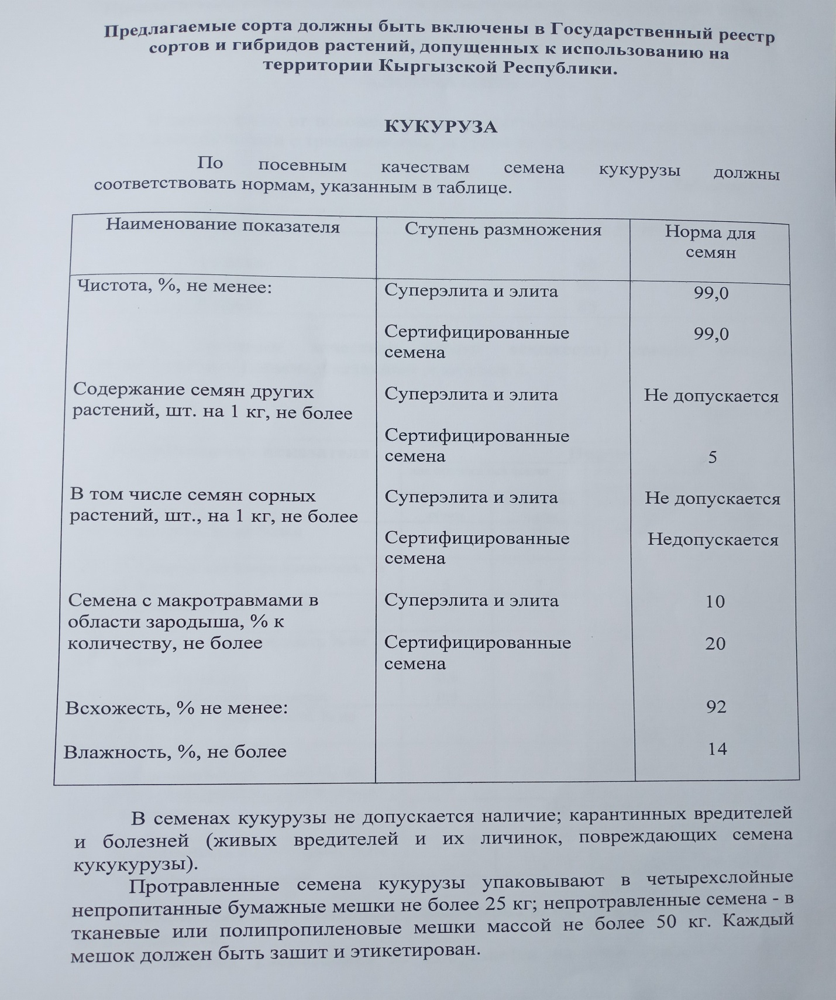 Предлагаемые сорта должны быть включены в Государственный реестр
сортов и гибридов растений, допущенных к использованию на
территории Кыргызской Республики.
КУКУРУЗА
По посевным качествам семена кукурузы должны
соответствовать нормам, указанным в таблице.
Наименование показателя Ступень размножения Норма для
семян
Чистота, %, не менее: Суперэлита и элита 99,0
Сертифицированные 99,0
семена
Содержание семян других Суперэлита и элита Не допускается
растений, шт. на 1 кг, не более
Сертифицированные
семена 5
В том числе семян сорных Суперэлита и элита Не допускается
растений, шт., на 1 кг, не более
Сертифицированные Недопускается
семена
Семена с макротравмами в Суперэлита и элита 10
области зародыша, % к
количеству, не более Сертифицированные 20
семена
Всхожесть, % не менее: 92
Влажность, %, не более 14
В семенах кукурузы не допускается наличие; карантинных вредителей
и болезней (живых вредителей и их личинок, повреждающих семена
кукукурузы).
Протравленные семена кукурузы упаковывают в четырехслойные
непропитанные бумажные мешки не более 25 кг; непротравленные семена - в
тканевые или полипропиленовые мешки массой не более 50 кг. Каждый
мешок должен быть зашит и этикетирован.